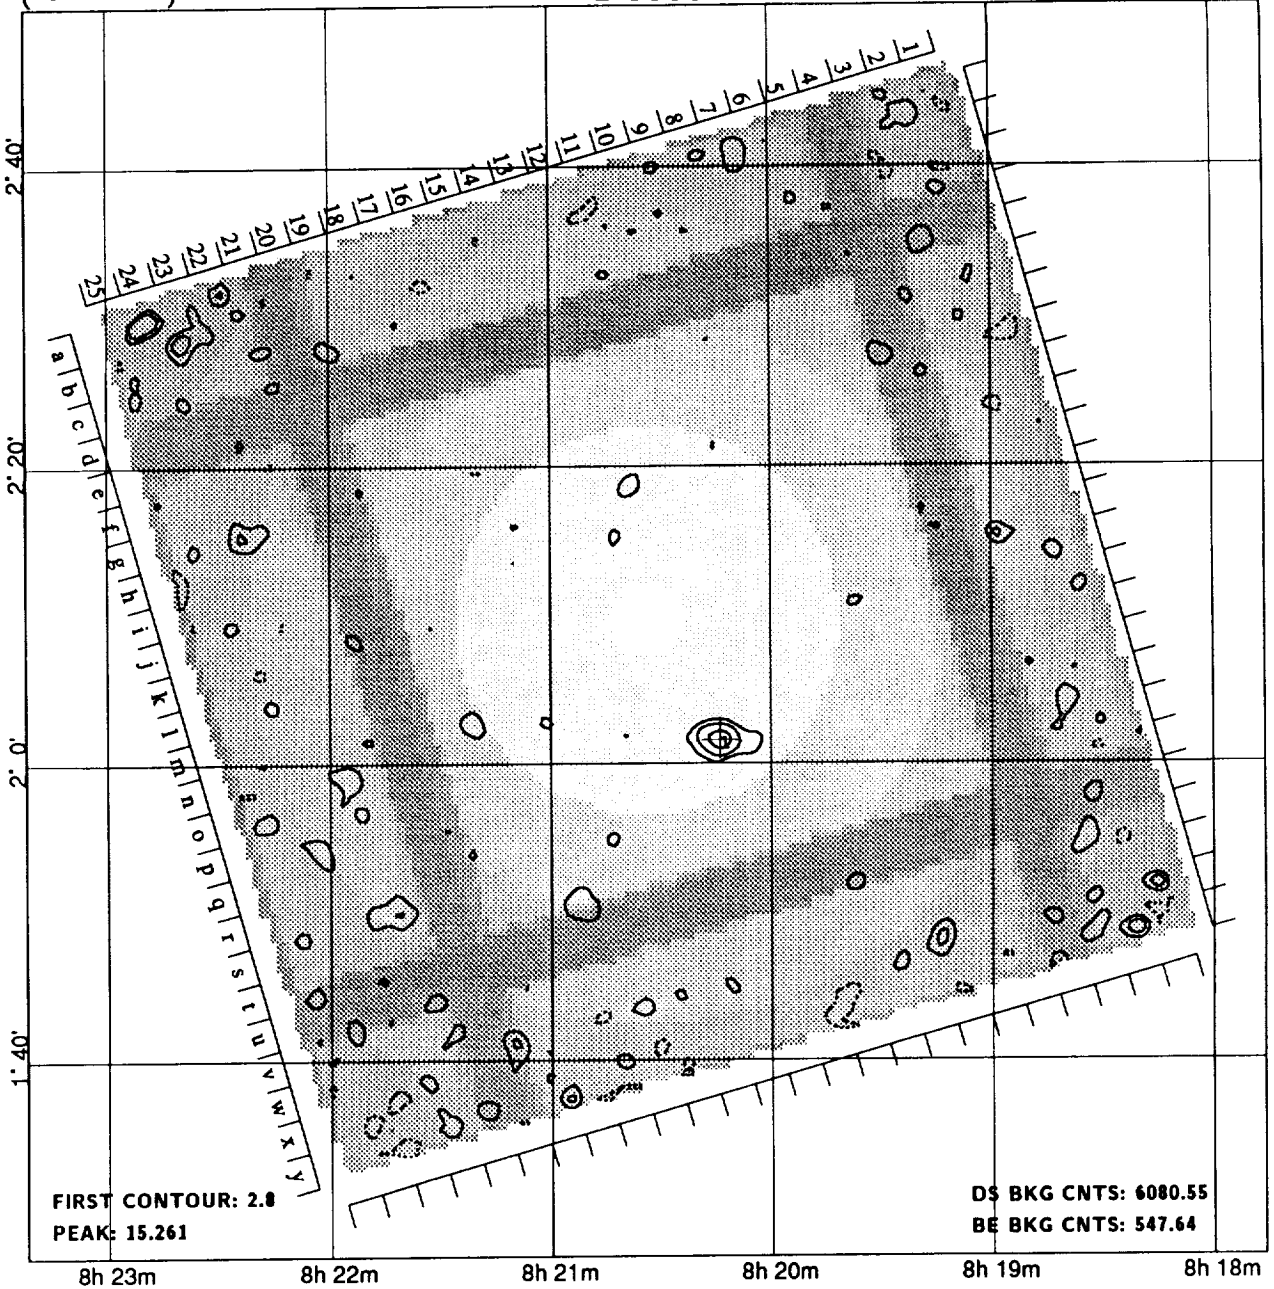 1 2 3 4 5 6 7 8 9 10 11 12 13 14 15 16 17 18 19 20 21 22 23 24 25
a b c d e f g h i j k l m n o p q r s t u v w x y
2° 40'
2° 20'
2° 0'
1° 40'
FIRST CONTOUR: 2.8
PEAK: 15.261
DS BKG CNTS: 6080.55
BE BKG CNTS: 547.64
8h 23m 8h 22m 8h 21m 8h 20m 8h 19m 8h 18m